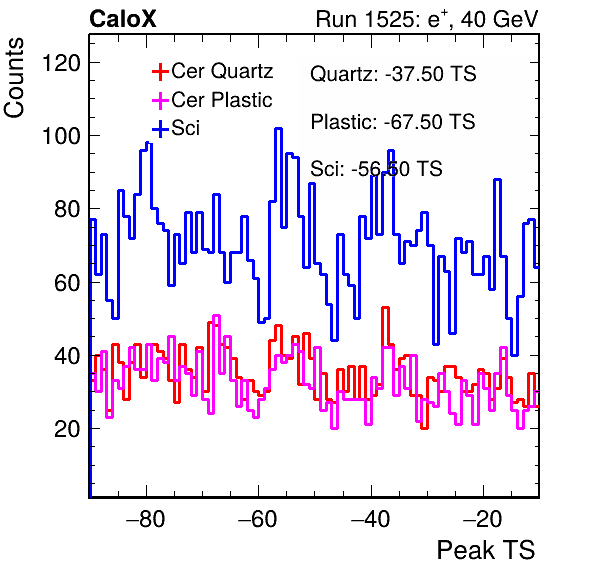 CaloX Run 1525: e+, 40 GeV
Counts
120
100
80
60
40
20
Cer Quartz
Cer Plastic
Sci
Quartz: -37.50 TS
Plastic: -67.50 TS
Sci: -56.50 TS
−80 −60 −40 −20
Peak TS